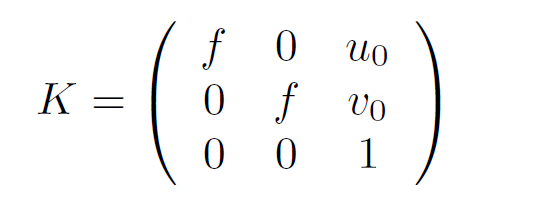 f 0 u₀
K = ( 0 f v₀ )
0 0 1